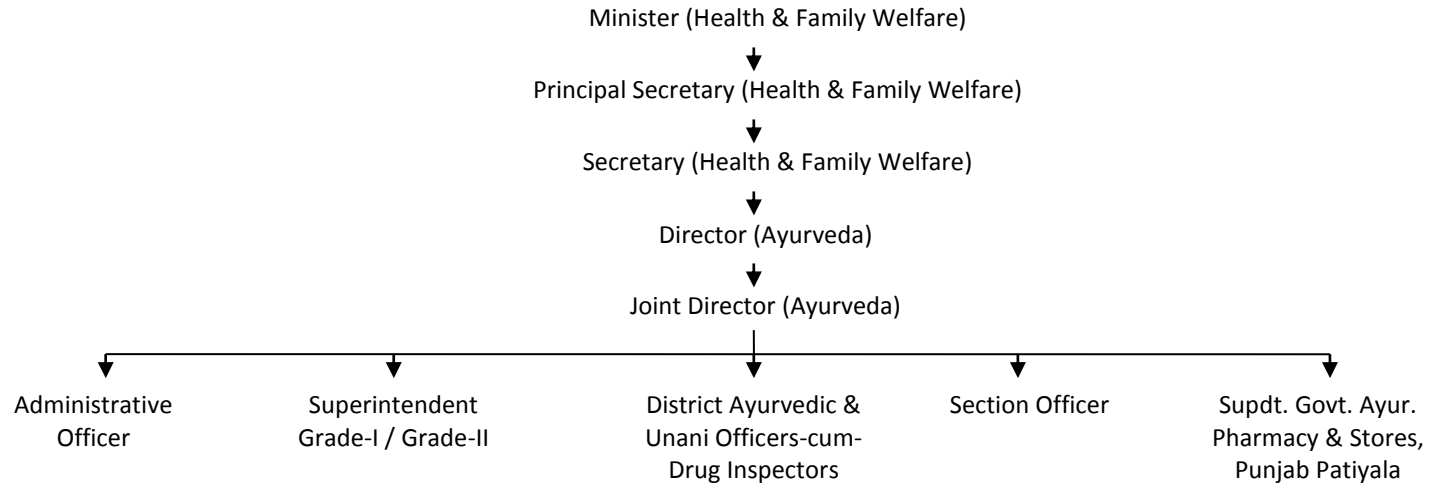 Minister (Health & Family Welfare)
Principal Secretary (Health & Family Welfare)
Secretary (Health & Family Welfare)
Director (Ayurveda)
Joint Director (Ayurveda)
Administrative
Officer
Superintendent
Grade-I / Grade-II
District Ayurvedic &
Unani Officers-cum-
Drug Inspectors
Section Officer
Supdt. Govt. Ayur.
Pharmacy & Stores,
Punjab Patiyala